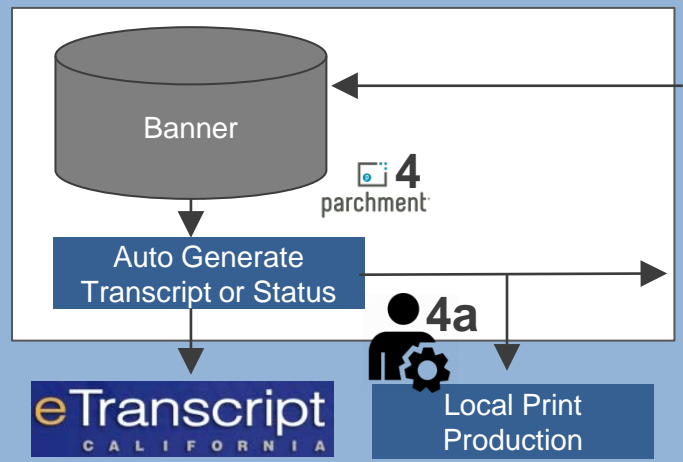 Banner
4
parchment
Auto Generate
Transcript or Status
4a
eTranscript
CALIFORNIA
Local Print
Production